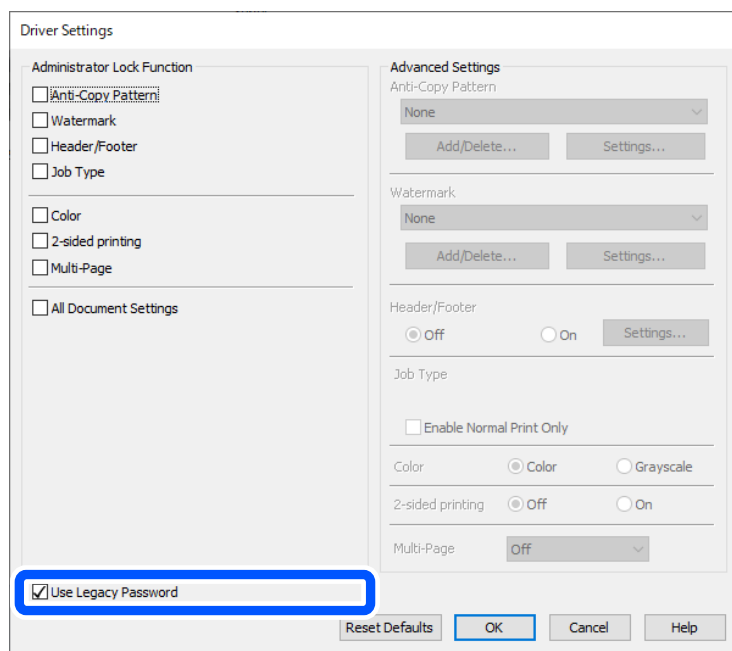 Driver Settings
Administrator Lock Function
Anti-Copy Pattern
Watermark
Header/Footer
Job Type
Color
2-sided printing
Multi-Page
All Document Settings
Use Legacy Password
Advanced Settings
Anti-Copy Pattern
None
Add/Delete... Settings...
Watermark
None
Add/Delete... Settings...
Header/Footer
Off On Settings...
Job Type
Enable Normal Print Only
Color Color Grayscale
2-sided printing Off On
Multi-Page Off
Reset Defaults OK Cancel Help